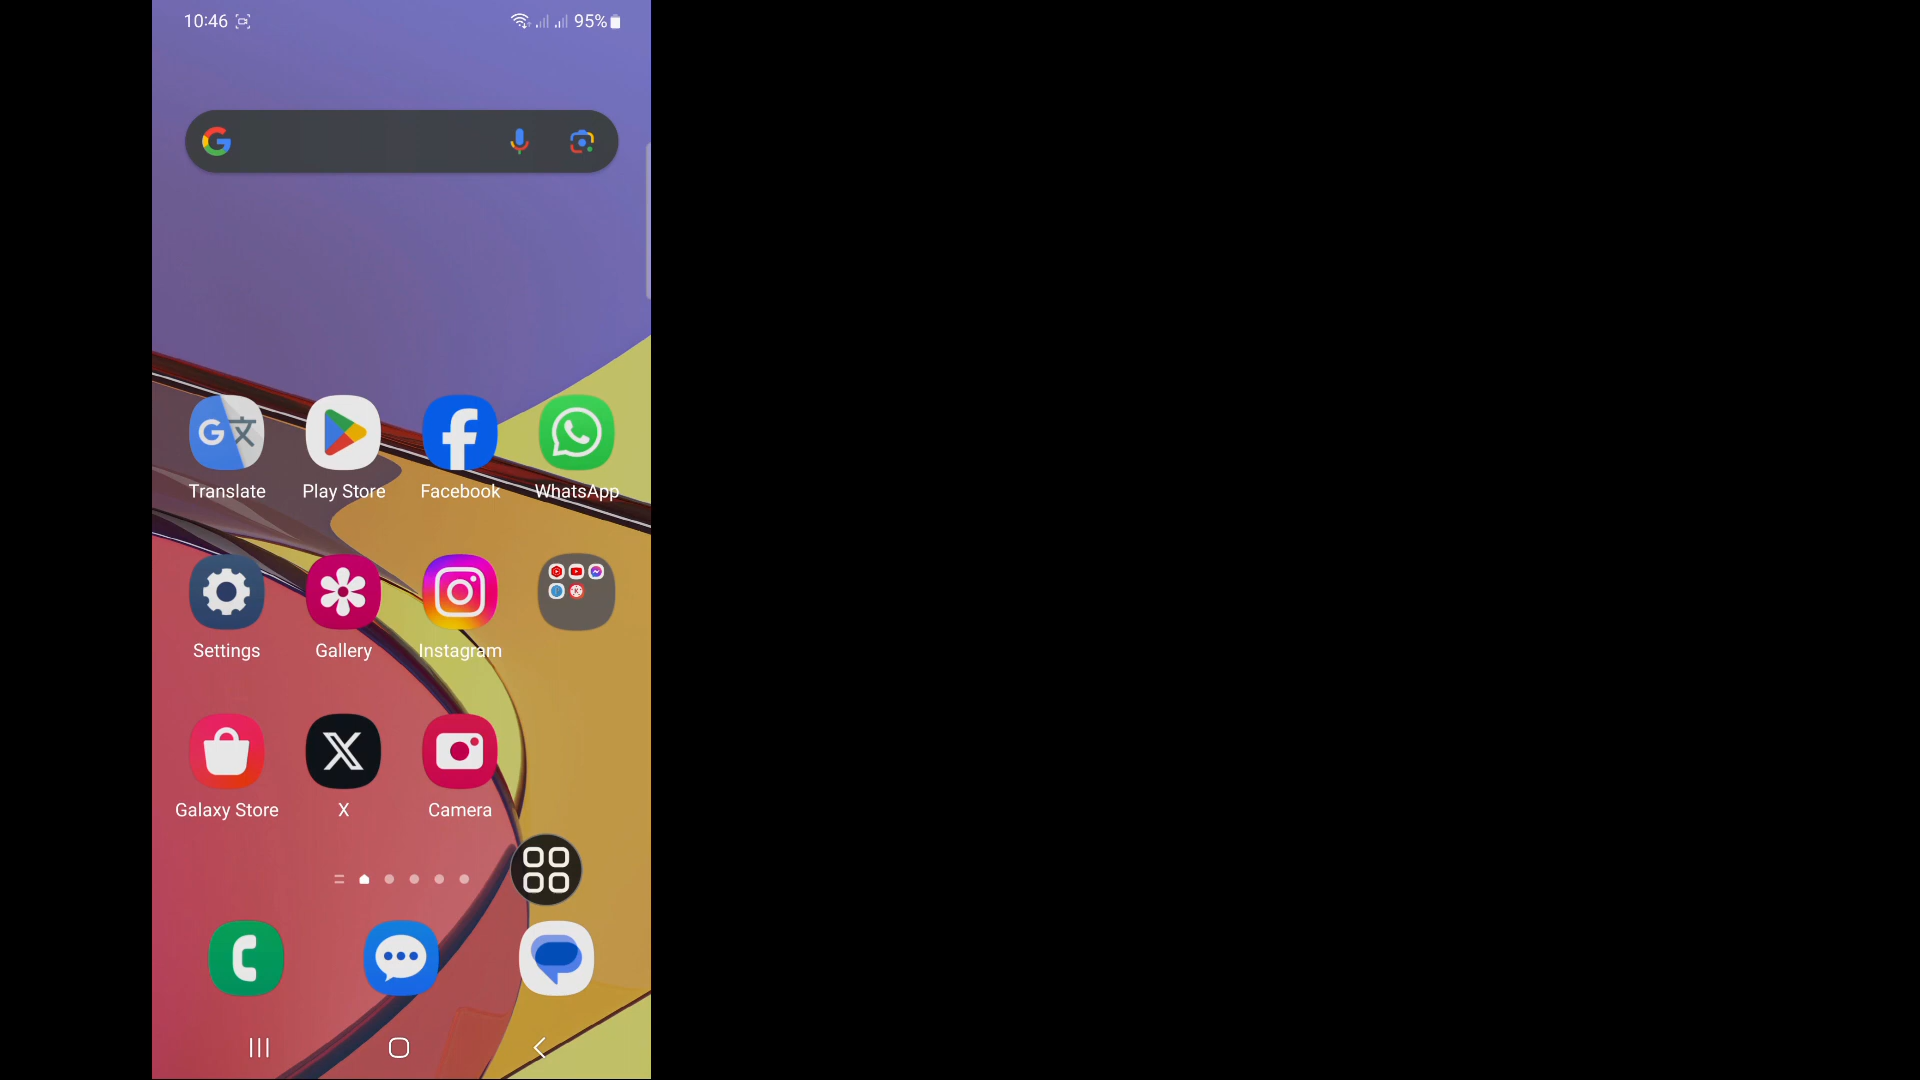 10:46 95%
Translate Play Store Facebook WhatsApp
Settings Gallery Instagram
Galaxy Store X Camera